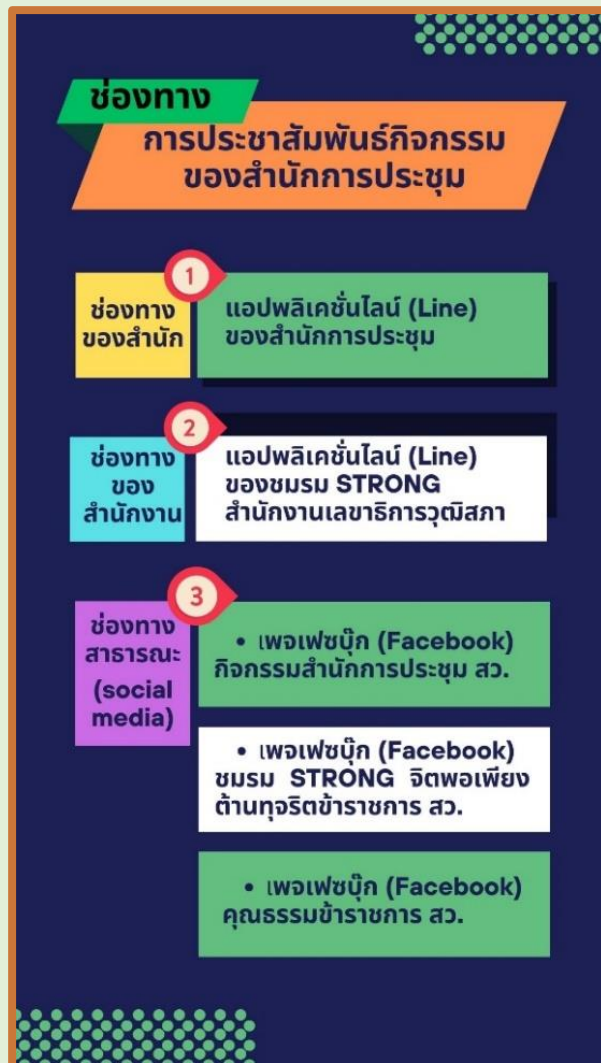 ช่องทาง
การประชาสัมพันธ์กิจกรรม
ของสำนักการประชุม
1
ช่องทาง
ของสำนัก
แอปพลิเคชั่นไลน์ (Line)
ของสำนักการประชุม
2
ช่องทาง
ของ
สำนักงาน
แอปพลิเคชั่นไลน์ (Line)
ของชมรม STRONG
สำนักงานเลขาธิการวุฒิสภา
3
ช่องทาง
สาธารณะ
(social
media)
• เพจเฟซบุ๊ก (Facebook)
กิจกรรมสำนักการประชุม สว.
• เพจเฟซบุ๊ก (Facebook)
ชมรม STRONG จิตพอเพียง
ต้านทุจริตข้าราชการ สว.
• เพจเฟซบุ๊ก (Facebook)
คุณธรรมข้าราชการ สว.